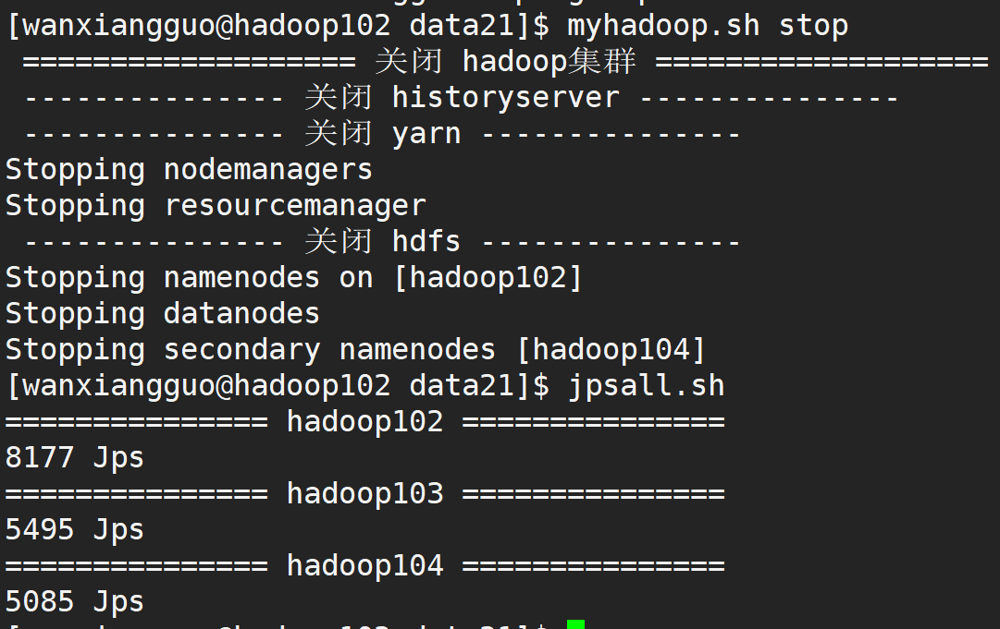 [wanxiangguo@hadoop102 data21]$ myhadoop.sh stop
 =================== 关闭 hadoop集群 ===================
 --------------- 关闭 historyserver ---------------
 --------------- 关闭 yarn ---------------
Stopping nodemanagers
Stopping resourcemanager
 --------------- 关闭 hdfs ---------------
Stopping namenodes on [hadoop102]
Stopping datanodes
Stopping secondary namenodes [hadoop104]
[wanxiangguo@hadoop102 data21]$ jpsall.sh
=============== hadoop102 ===============
8177 Jps
=============== hadoop103 ===============
5495 Jps
=============== hadoop104 ===============
5085 Jps